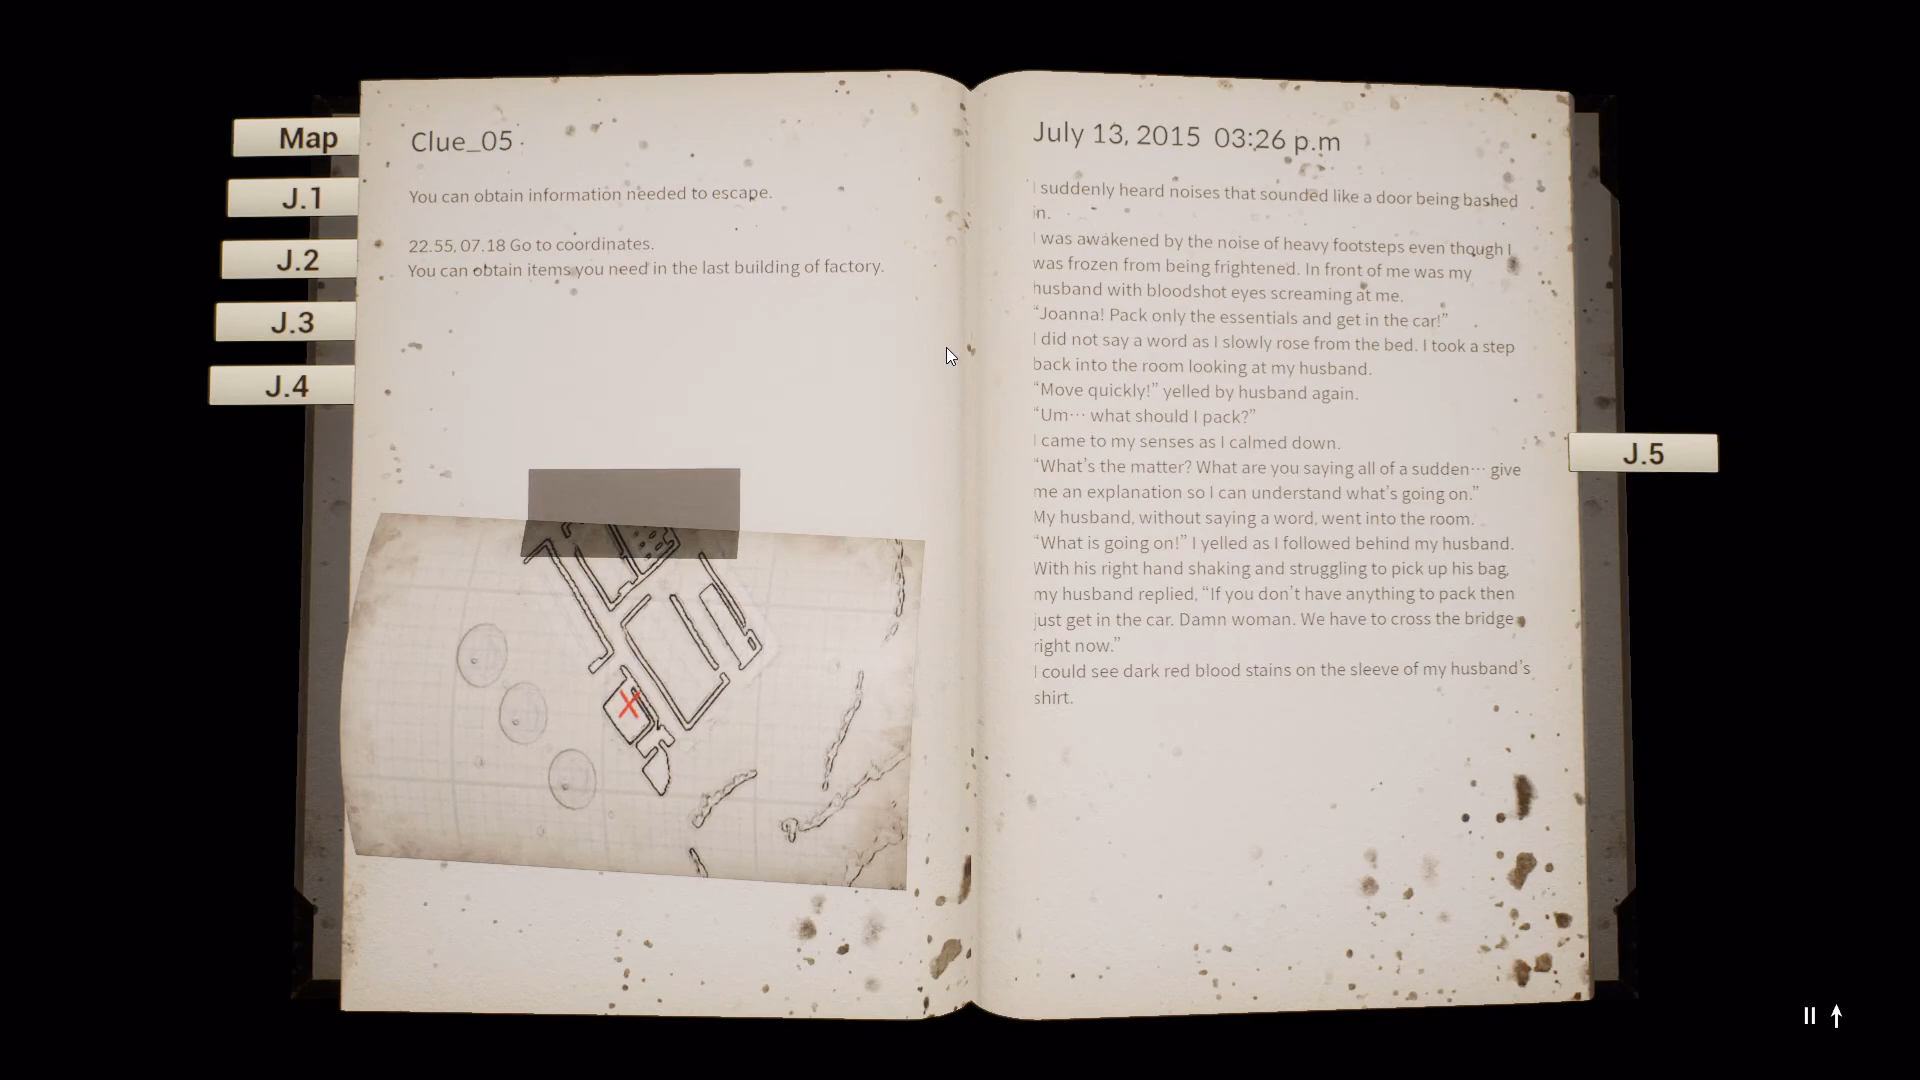 Map
J.1
J.2
J.3
J.4
Clue_05
You can obtain information needed to escape.
22.55, 07.18 Go to coordinates.
You can obtain items you need in the last building of factory.
July 13, 2015 03:26 p.m
I suddenly heard noises that sounded like a door being bashed
in.
I was awakened by the noise of heavy footsteps even though I
was frozen from being frightened. In front of me was my
husband with bloodshot eyes screaming at me.
“Joanna! Pack only the essentials and get in the car!”
I did not say a word as I slowly rose from the bed. I took a step
back into the room looking at my husband.
“Move quickly!” yelled by husband again.
“Um… what should I pack?”
I came to my senses as I calmed down.
“What’s the matter? What are you saying all of a sudden… give
me an explanation so I can understand what’s going on.”
My husband, without saying a word, went into the room.
“What is going on!” I yelled as I followed behind my husband.
With his right hand shaking and struggling to pick up his bag,
my husband replied, “If you don’t have anything to pack then
just get in the car. Damn woman. We have to cross the bridge
right now.”
I could see dark red blood stains on the sleeve of my husband’s
shirt.
J.5